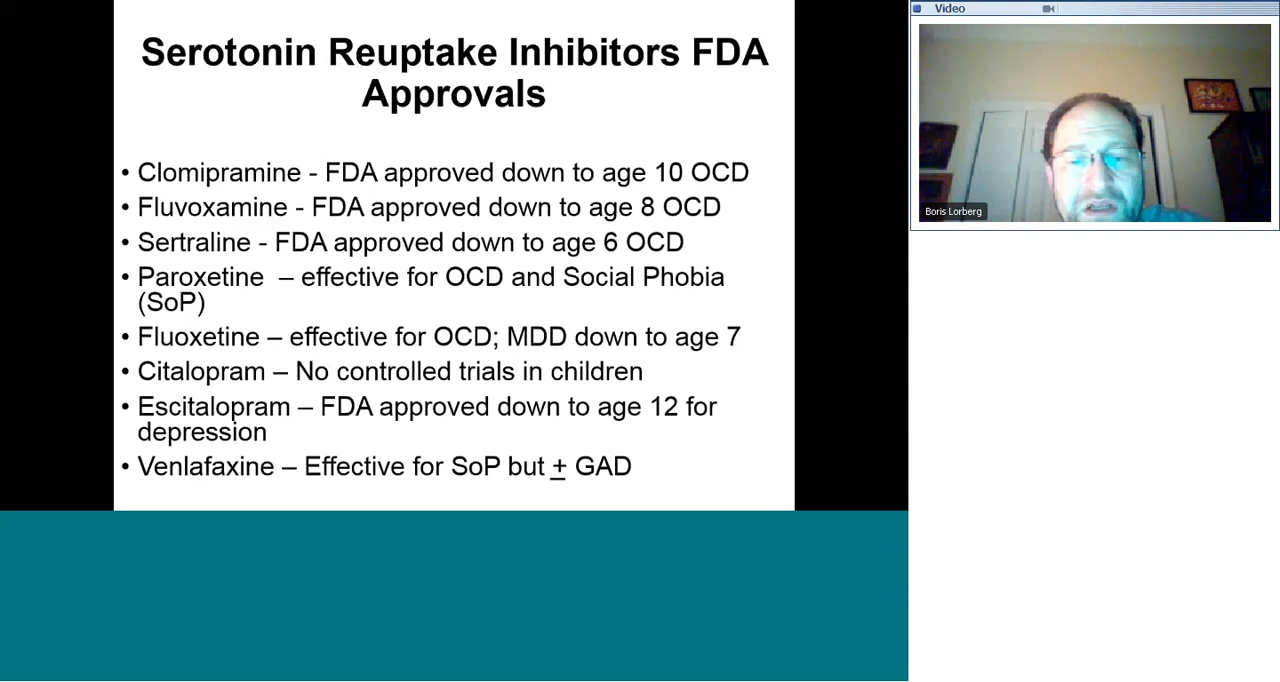 Serotonin Reuptake Inhibitors FDA
Approvals
• Clomipramine - FDA approved down to age 10 OCD
• Fluvoxamine - FDA approved down to age 8 OCD
• Sertraline - FDA approved down to age 6 OCD
• Paroxetine – effective for OCD and Social Phobia
(SoP)
• Fluoxetine – effective for OCD; MDD down to age 7
• Citalopram – No controlled trials in children
• Escitalopram – FDA approved down to age 12 for
depression
• Venlafaxine – Effective for SoP but ± GAD
Video
Boris Lorberg